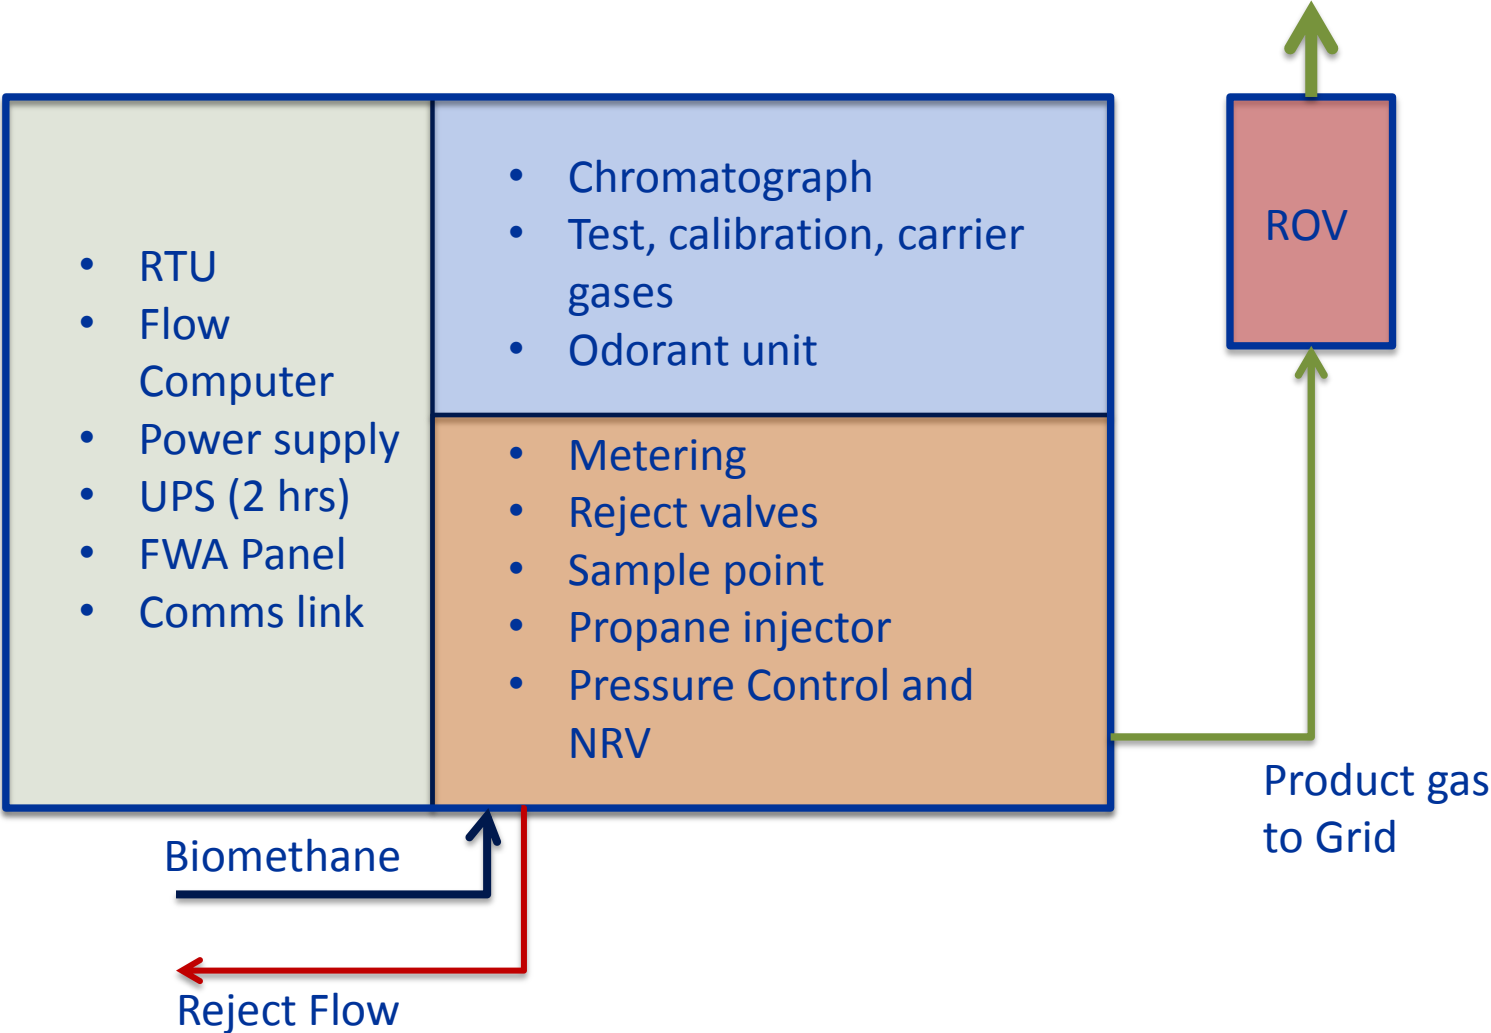 • RTU
• Flow
Computer
• Power supply
• UPS (2 hrs)
• FWA Panel
• Comms link
• Chromatograph
• Test, calibration, carrier
gases
• Odorant unit
• Metering
• Reject valves
• Sample point
• Propane injector
• Pressure Control and
NRV
ROV
Product gas
to Grid
Biomethane
Reject Flow